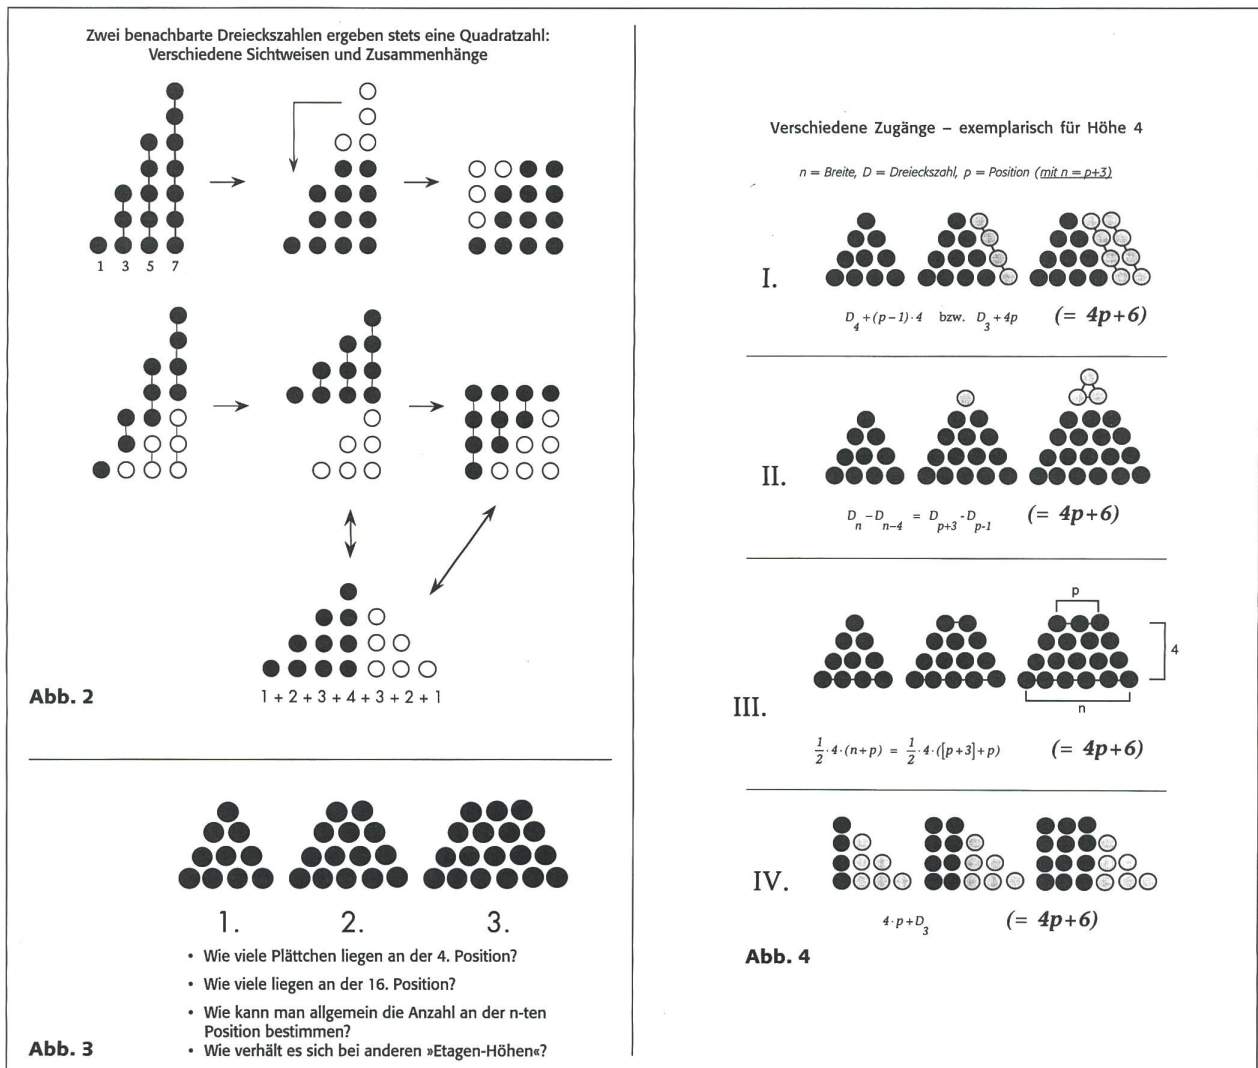 Zwei benachbarte Dreieckszahlen ergeben stets eine Quadratzahl:
Verschiedene Sichtweisen und Zusammenhänge
1 3 5 7
1 + 2 + 3 + 4 + 3 + 2 + 1
Abb. 2
1. 2. 3.
• Wie viele Plättchen liegen an der 4. Position?
• Wie viele liegen an der 16. Position?
• Wie kann man allgemein die Anzahl an der n-ten
Position bestimmen?
• Wie verhält es sich bei anderen »Etagen-Höhen«?
Abb. 3
Verschiedene Zugänge – exemplarisch für Höhe 4
n = Breite, D = Dreieckszahl, p = Position (mit n = p+3)
I.
D₄ + (p – 1) · 4 bzw. D₃ + 4p (= 4p+6)
II.
Dₙ – Dₙ₋₄ = D_{p+3} - D_{p-1} (= 4p+6)
p
4
III.
n
1/2 · 4 · (n + p) = 1/2 · 4 · ([p + 3] + p) (= 4p+6)
IV.
4 · p + D₃ (= 4p+6)
Abb. 4